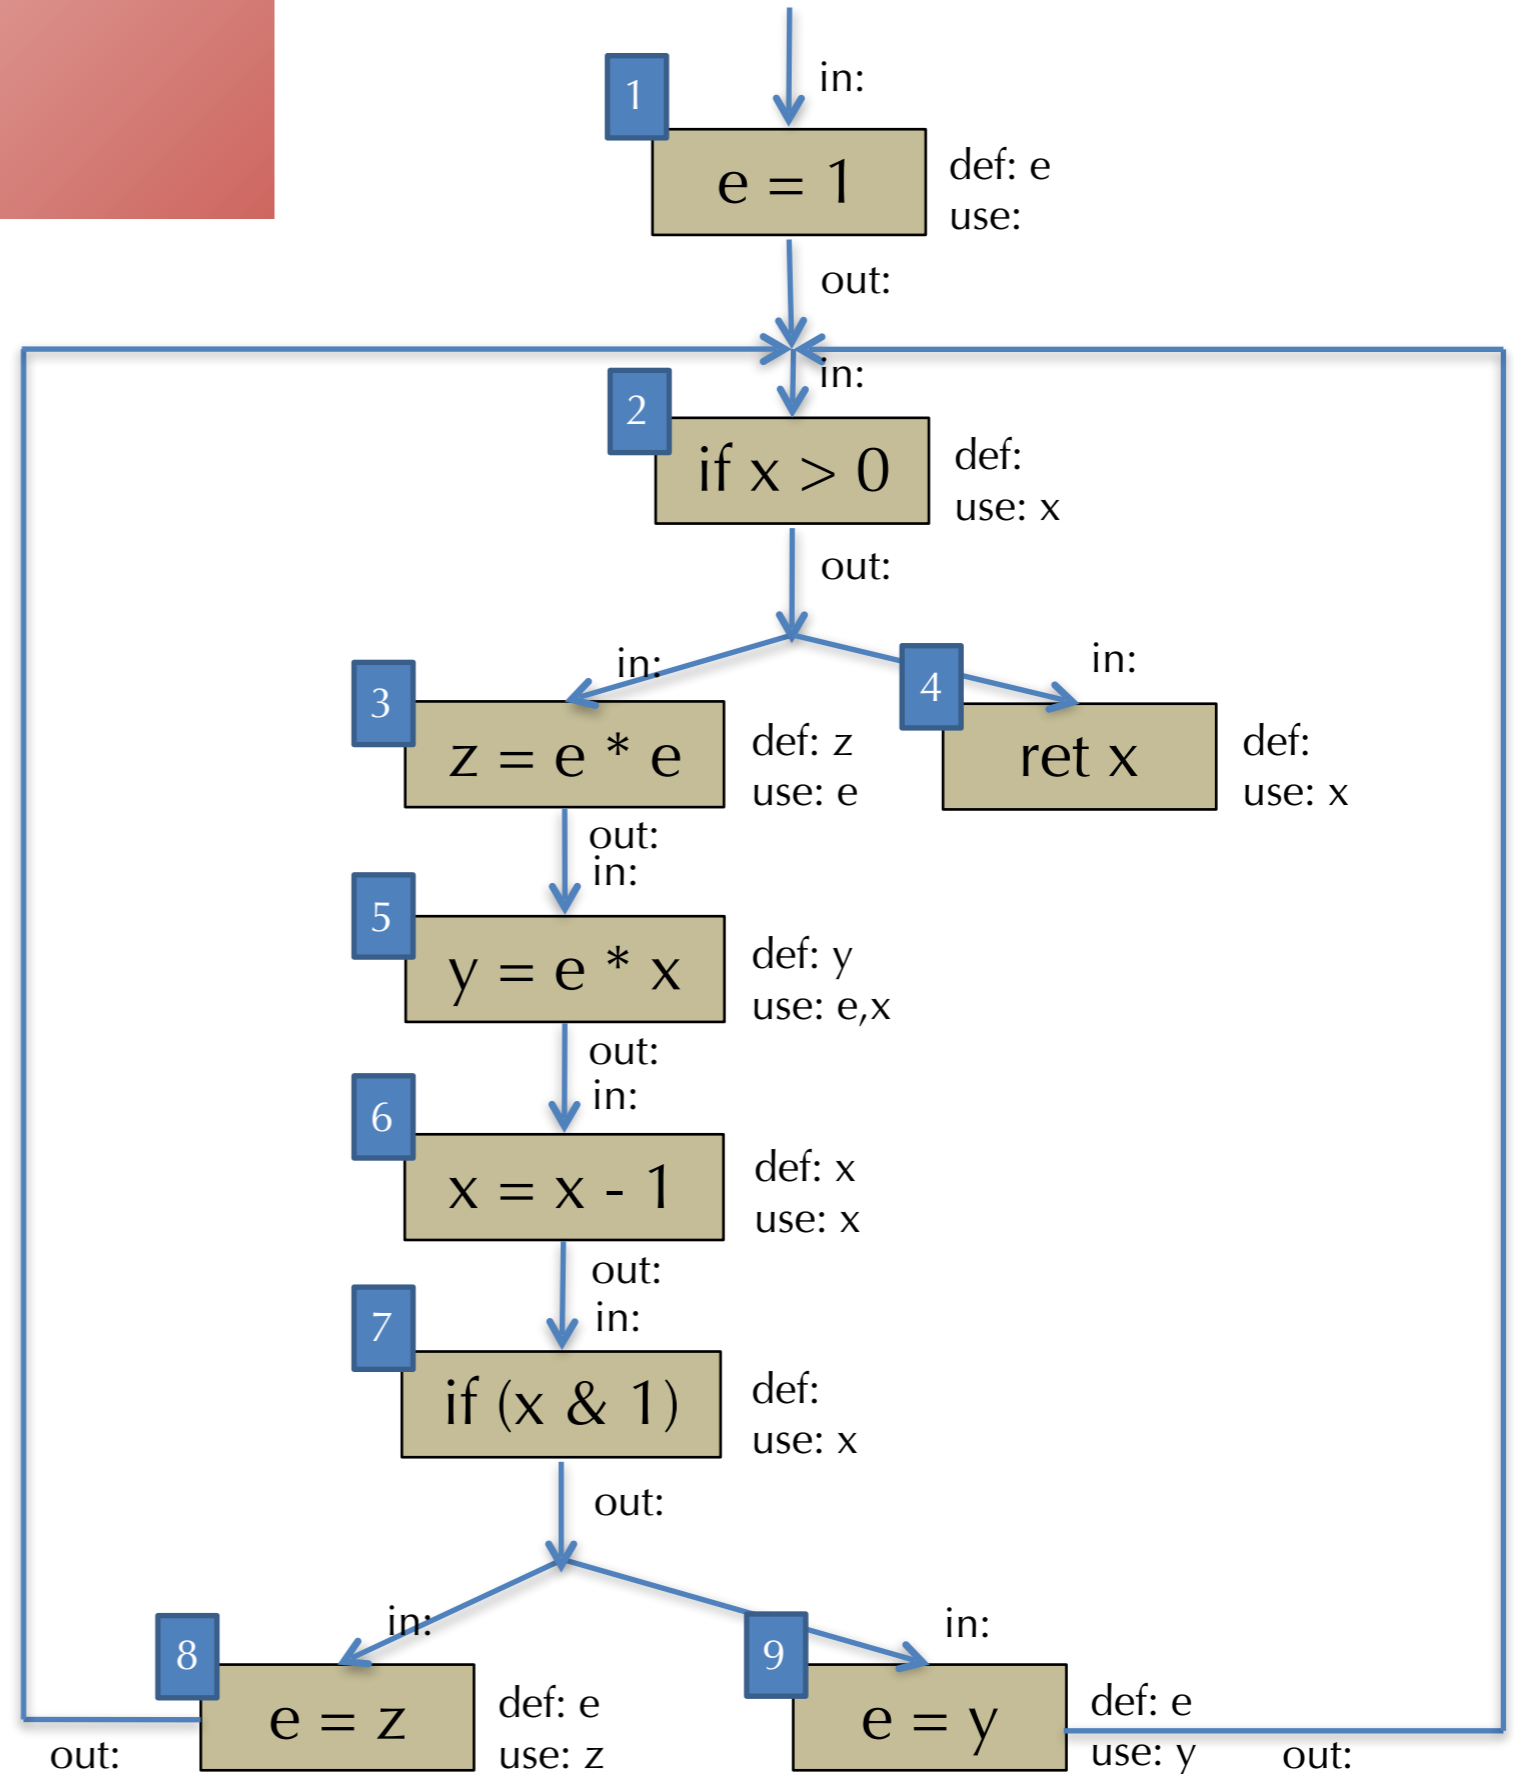 in:
1
e = 1
def: e
use:
out:
in:
2
if x > 0
def:
use: x
out:
in:
in:
3
z = e * e
def: z
use: e
4
ret x
def:
use: x
out:
in:
5
y = e * x
def: y
use: e,x
out:
in:
6
x = x - 1
def: x
use: x
out:
in:
7
if (x & 1)
def:
use: x
out:
in:
in:
8
e = z
def: e
use: z
out:
9
e = y
def: e
use: y
out: